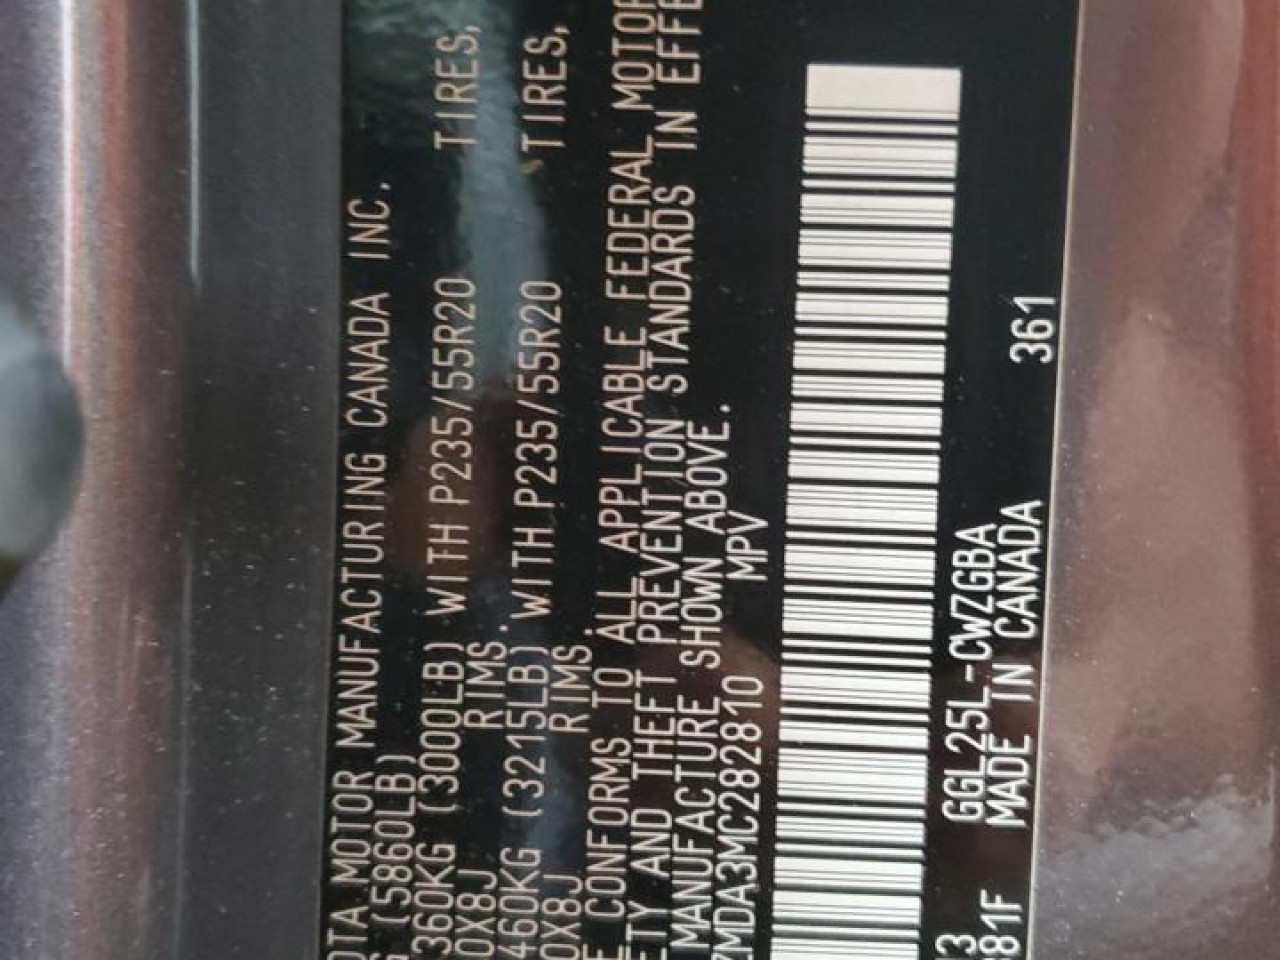 OTA MOTOR MANUFACTURING CANADA INC.
G (5860LB)
360KG (3000LB) WITH P235/55R20 TIRES,
0X8J RIMS.
460KG (3215LB) WITH P235/55R20 TIRES,
0X8J RIMS.
E CONFORMS TO ALL APPLICABLE FEDERAL MOTOR
ETY AND THEFT PREVENTION STANDARDS IN EFFE
MANUFACTURE SHOWN ABOVE.
ZMDA3MC282810 MPV
13 GGL25L-CWZGBA
81F MADE IN CANADA 361